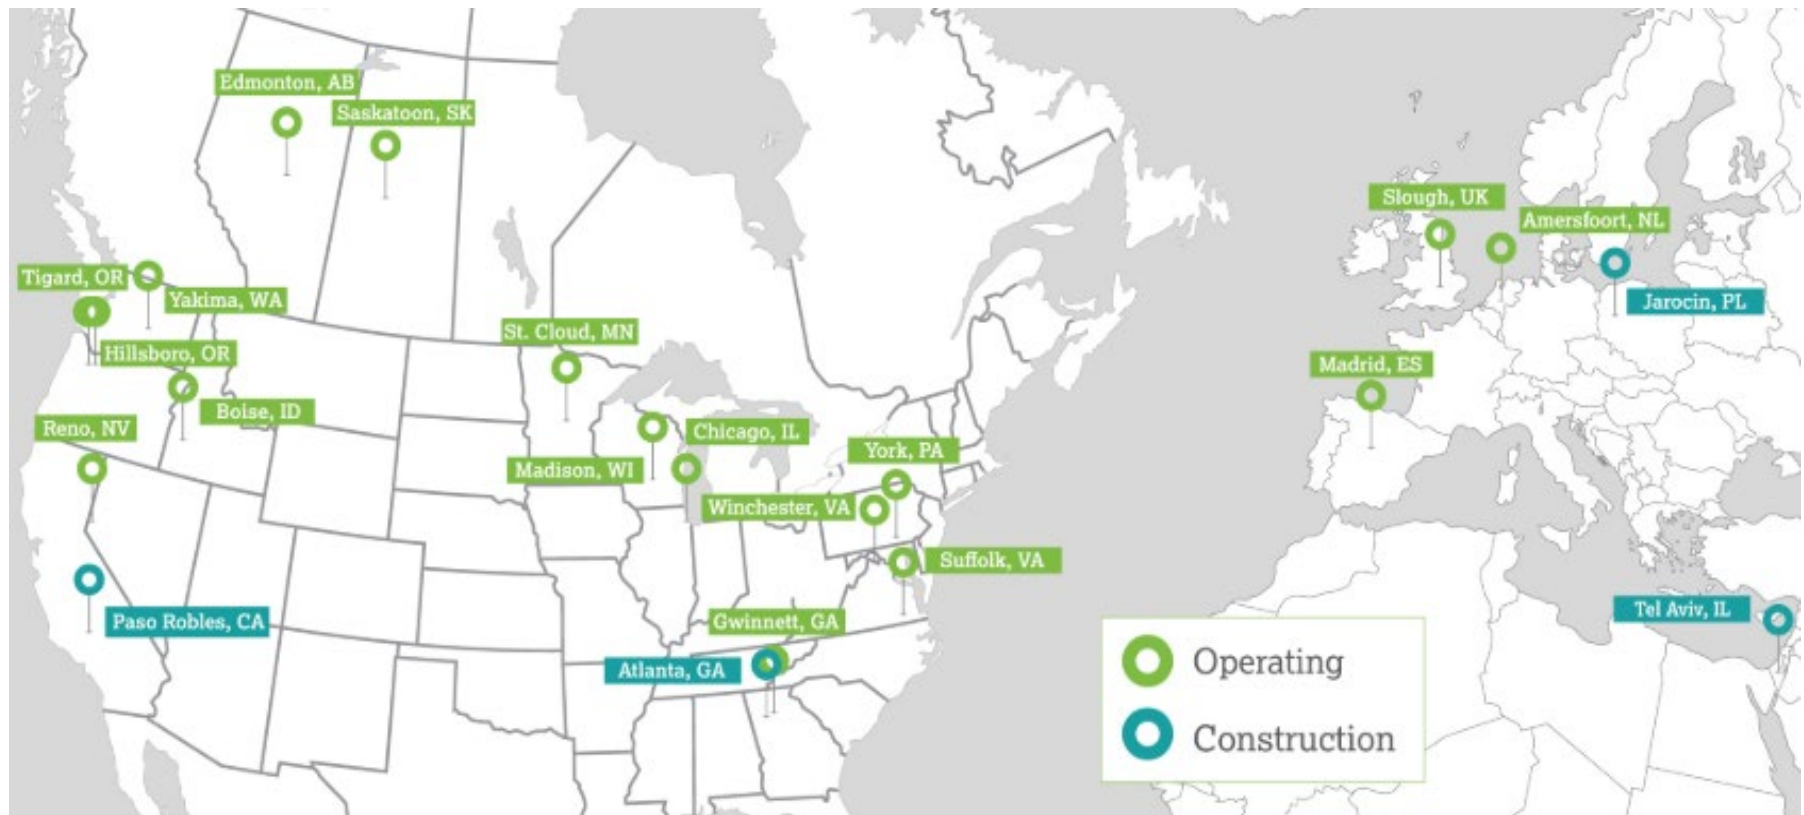 Edmonton, AB
Saskatoon, SK
Slough, UK
Amersfoort, NL
Tigard, OR
Yakima, WA
Jarocin, PL
St. Cloud, MN
Hillsboro, OR
Madrid, ES
Boise, ID
Reno, NV
Chicago, IL
York, PA
Madison, WI
Winchester, VA
Suffolk, VA
Tel Aviv, IL
Paso Robles, CA
Gwinnett, GA
Atlanta, GA
Operating
Construction